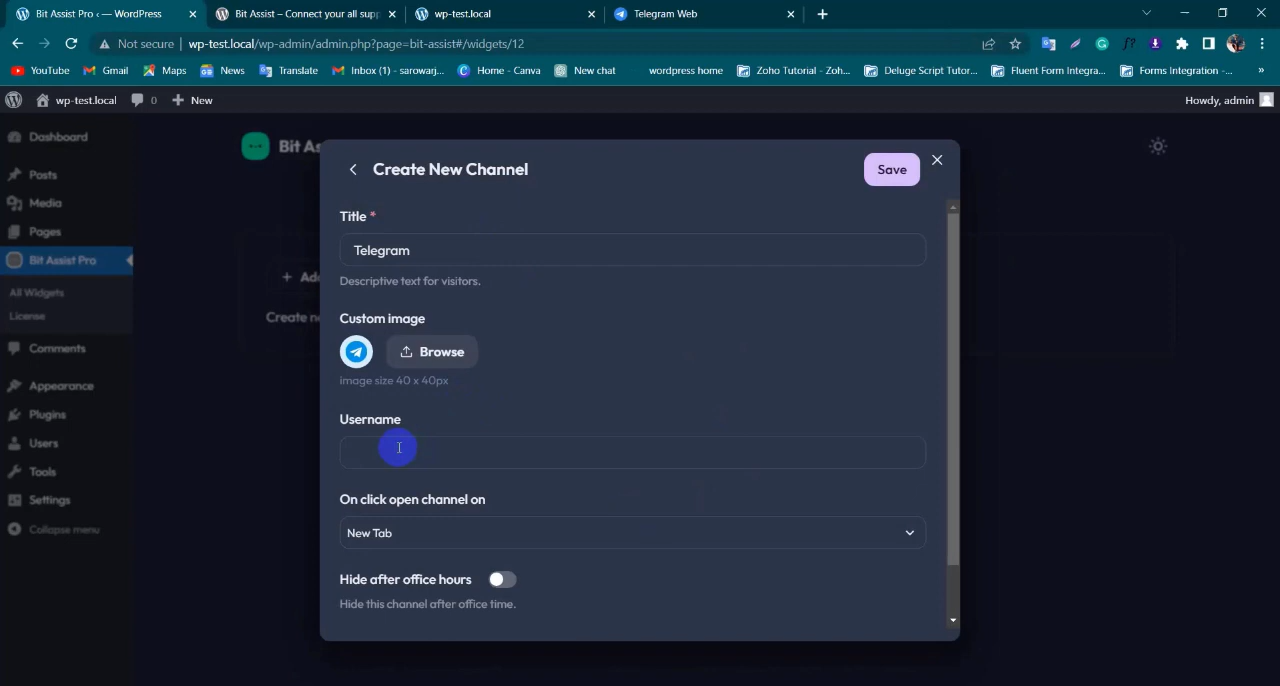 Bit Assist Pro ‹ — WordPress
Bit Assist – Connect your all supp
wp-test.local
Telegram Web
Not secure
wp-test.local/wp-admin/admin.php?page=bit-assist#/widgets/12
YouTube
Gmail
Maps
News
Translate
Inbox (1) - sarowarj...
Home - Canva
New chat
wordpress home
Zoho Tutorial - Zoh...
Deluge Script Tutor...
Fluent Form Integra...
Forms Integration -...
wp-test.local
0
New
Howdy, admin
Dashboard
Posts
Media
Pages
Bit Assist Pro
All Widgets
License
Comments
Appearance
Plugins
Users
Tools
Settings
Collapse menu
Bit As
Create New Channel
Save
Title *
Telegram
Descriptive text for visitors.
Custom image
Browse
image size 40 x 40px
Username
On click open channel on
New Tab
Hide after office hours
Hide this channel after office time.